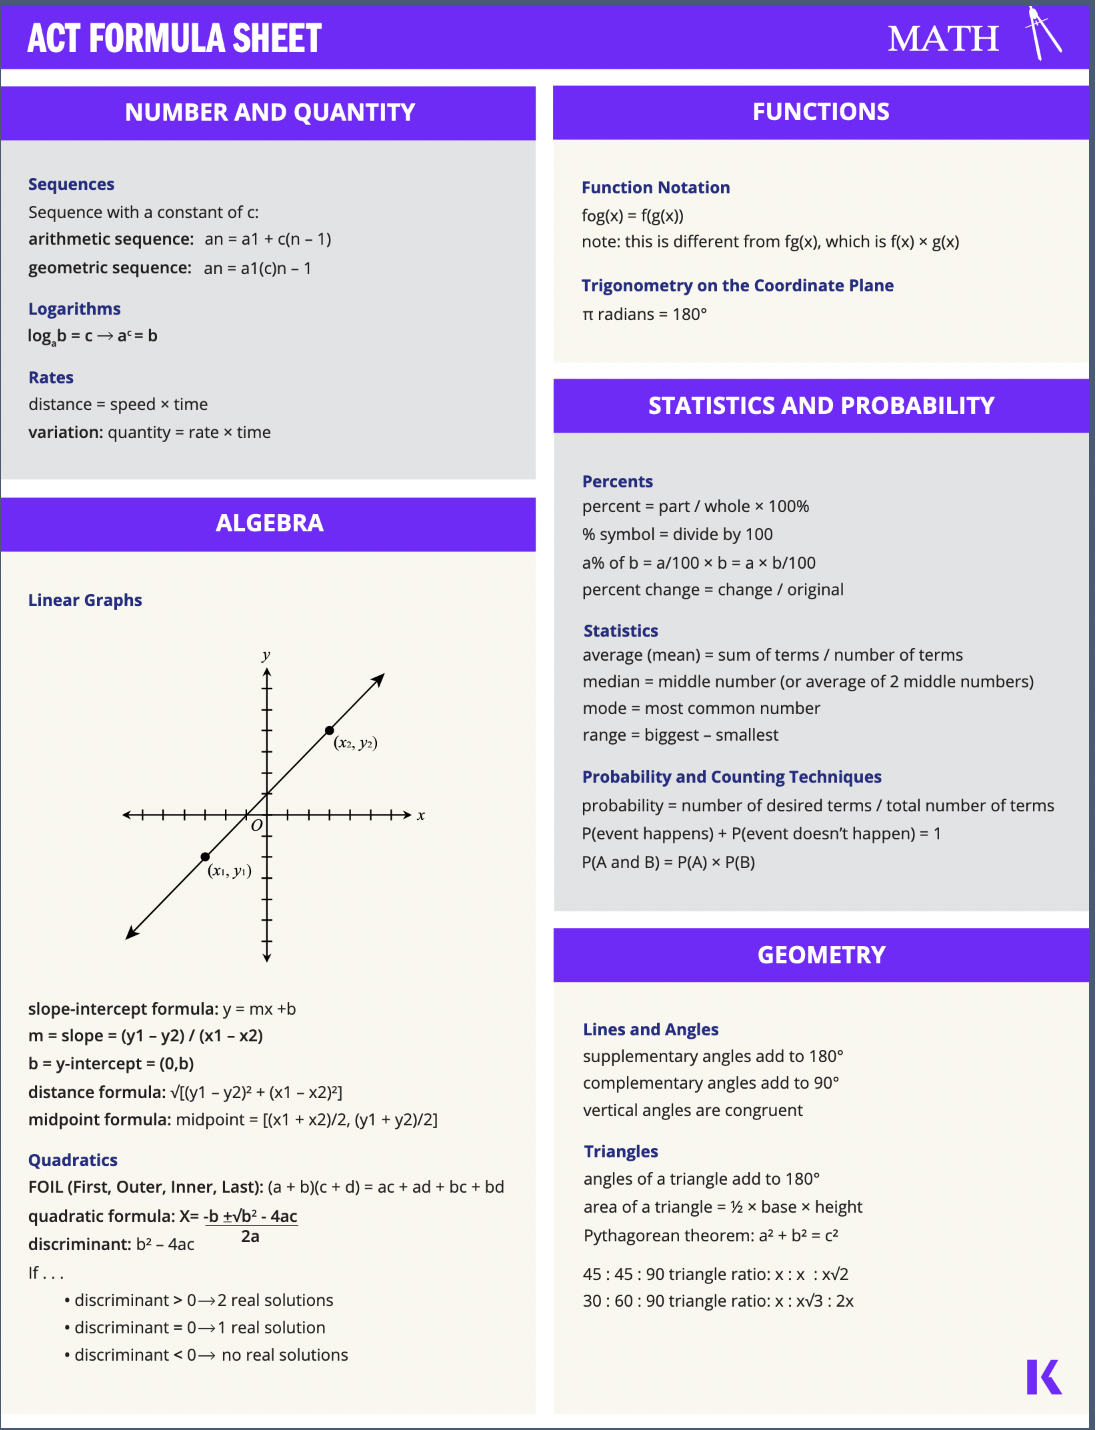 ACT FORMULA SHEET
MATH
NUMBER AND QUANTITY
Sequences
Sequence with a constant of c:
arithmetic sequence: an = a1 + c(n – 1)
geometric sequence: an = a1(c)n – 1
Logarithms
logₐb = c → aᶜ = b
Rates
distance = speed × time
variation: quantity = rate × time
ALGEBRA
Linear Graphs
y
(x₂, y₂)
x
O
(x₁, y₁)
slope-intercept formula: y = mx +b
m = slope = (y1 – y2) / (x1 – x2)
b = y-intercept = (0,b)
distance formula: √[(y1 – y2)² + (x1 – x2)²]
midpoint formula: midpoint = [(x1 + x2)/2, (y1 + y2)/2]
Quadratics
FOIL (First, Outer, Inner, Last): (a + b)(c + d) = ac + ad + bc + bd
quadratic formula: X= -b ±√b² - 4ac
2a
discriminant: b² – 4ac
If . . .
• discriminant > 0→2 real solutions
• discriminant = 0→1 real solution
• discriminant < 0→ no real solutions
FUNCTIONS
Function Notation
fog(x) = f(g(x))
note: this is different from fg(x), which is f(x) × g(x)
Trigonometry on the Coordinate Plane
π radians = 180°
STATISTICS AND PROBABILITY
Percents
percent = part / whole × 100%
% symbol = divide by 100
a% of b = a/100 × b = a × b/100
percent change = change / original
Statistics
average (mean) = sum of terms / number of terms
median = middle number (or average of 2 middle numbers)
mode = most common number
range = biggest – smallest
Probability and Counting Techniques
probability = number of desired terms / total number of terms
P(event happens) + P(event doesn’t happen) = 1
P(A and B) = P(A) × P(B)
GEOMETRY
Lines and Angles
supplementary angles add to 180°
complementary angles add to 90°
vertical angles are congruent
Triangles
angles of a triangle add to 180°
area of a triangle = ½ × base × height
Pythagorean theorem: a² + b² = c²
45 : 45 : 90 triangle ratio: x : x : x√2
30 : 60 : 90 triangle ratio: x : x√3 : 2x
K